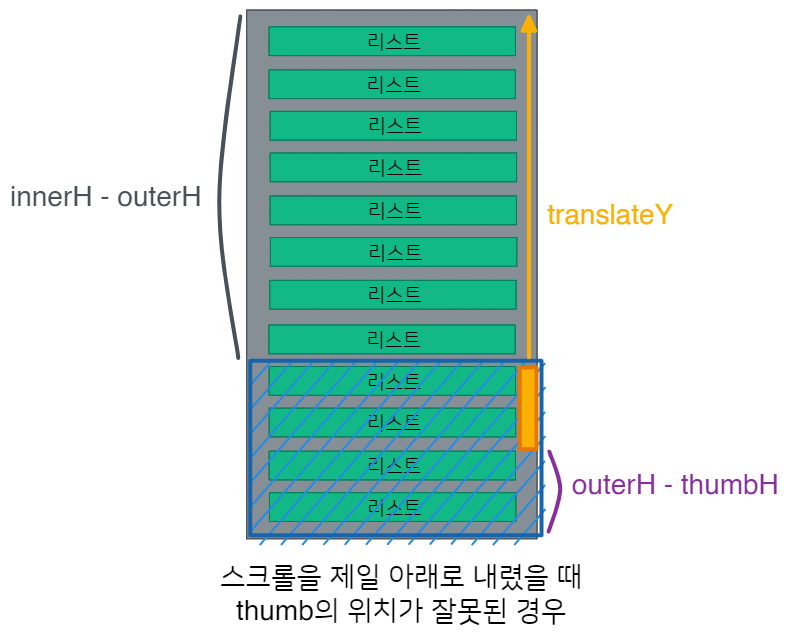 리스트
리스트
리스트
리스트
innerH - outerH
리스트
translateY
리스트
리스트
리스트
리스트
리스트
리스트
outerH - thumbH
리스트
스크롤을 제일 아래로 내렸을 때
thumb의 위치가 잘못된 경우